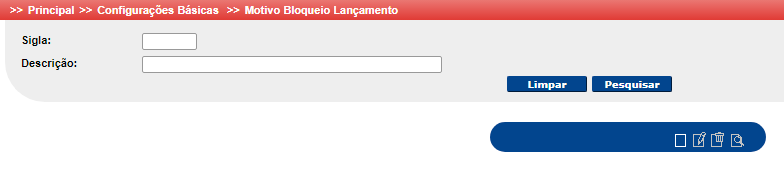 >> Principal >> Configurações Básicas >> Motivo Bloqueio Lançamento
Sigla:
Descrição:
Limpar Pesquisar